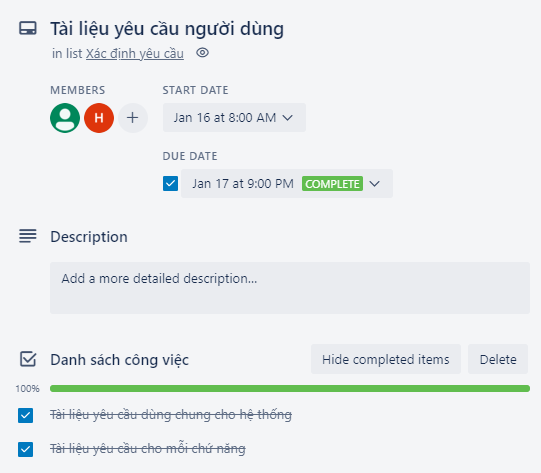 Tài liệu yêu cầu người dùng
in list Xác định yêu cầu
MEMBERS
START DATE
H
Jan 16 at 8:00 AM
DUE DATE
Jan 17 at 9:00 PM COMPLETE
Description
Add a more detailed description...
Danh sách công việc
Hide completed items
Delete
100%
Tài liệu yêu cầu dùng chung cho hệ thống
Tài liệu yêu cầu cho mỗi chức năng